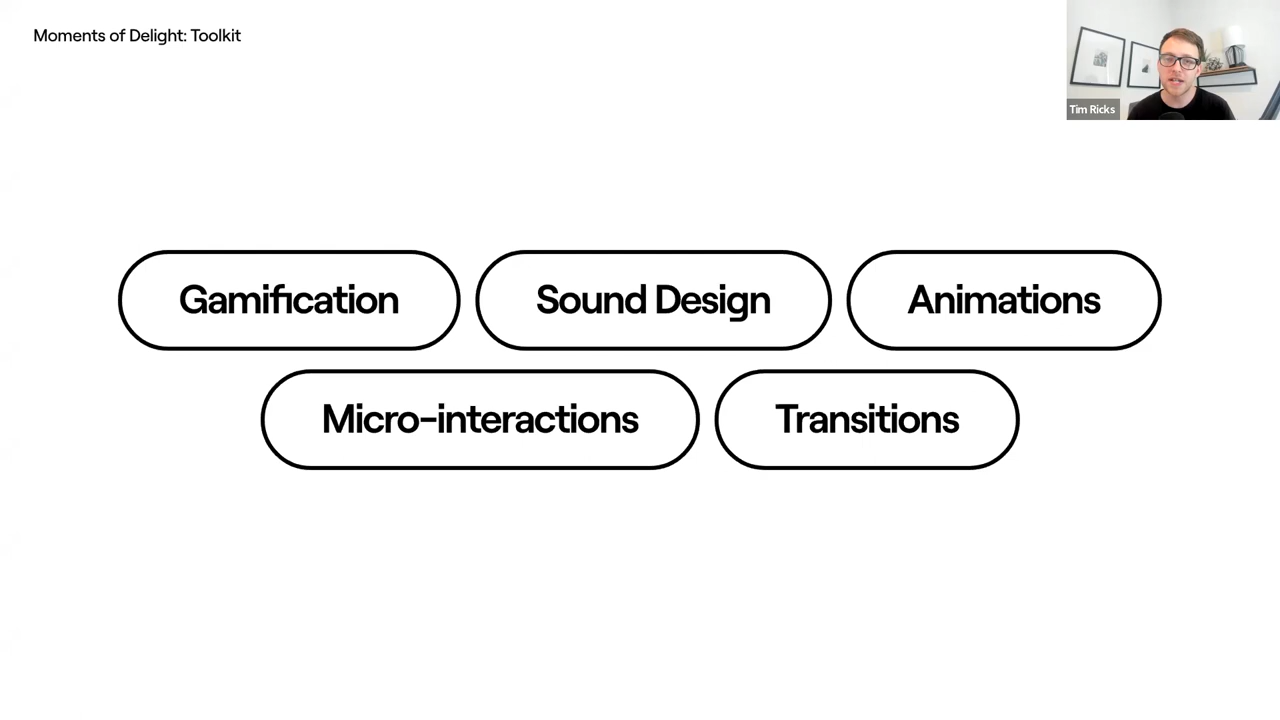 Moments of Delight: Toolkit
Tim Ricks
Gamification
Sound Design
Animations
Micro-interactions
Transitions